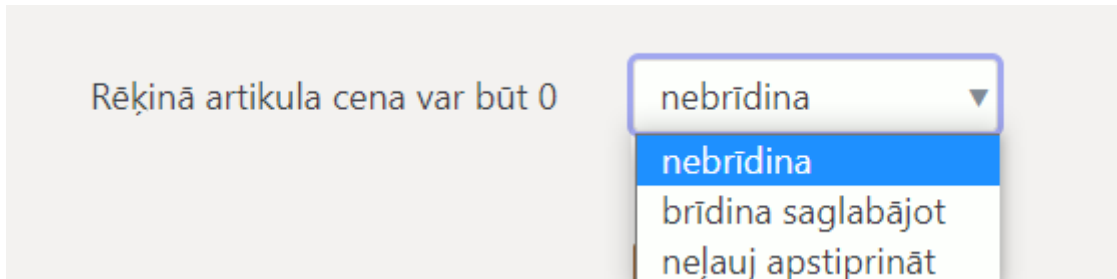 Rēķinā artikula cena var būt 0 nebrīdina
nebrīdina
brīdina saglabājot
neļauj apstiprināt